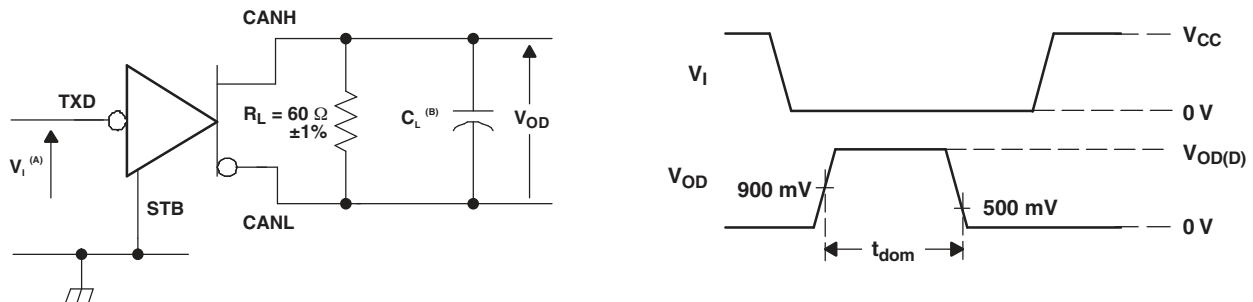 CANH
TXD
V_I (A)
STB
R_L = 60 Ω
±1%
C_L (B)
V_OD
CANL
V_I
V_CC
0 V
V_OD
900 mV
V_OD(D)
500 mV
0 V
t_dom